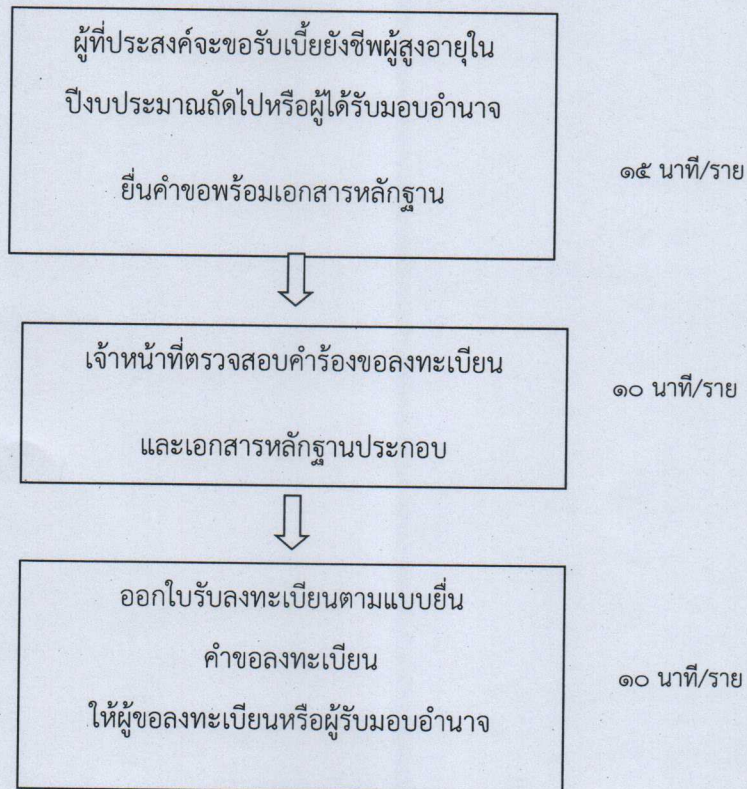 ผู้ที่ประสงค์จะขอรับเบี้ยยังชีพผู้สูงอายุใน
ปีงบประมาณถัดไปหรือผู้ได้รับมอบอำนาจ
ยื่นคำขอพร้อมเอกสารหลักฐาน
๑๕ นาที/ราย
เจ้าหน้าที่ตรวจสอบคำร้องขอลงทะเบียน
และเอกสารหลักฐานประกอบ
๑๐ นาที/ราย
ออกใบรับลงทะเบียนตามแบบยื่น
คำขอลงทะเบียน
ให้ผู้ขอลงทะเบียนหรือผู้รับมอบอำนาจ
๑๐ นาที/ราย